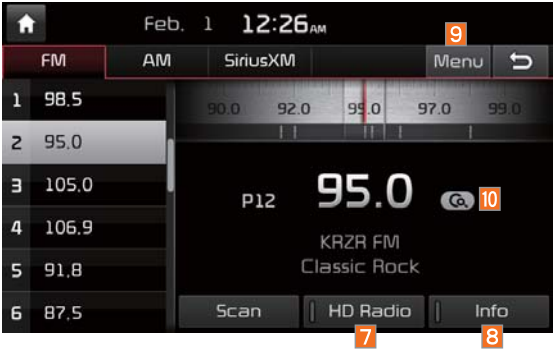 Feb. 1 12:26 AM
9
FM AM SiriusXM Menu
1 98.5
2 95.0
3 105.0
4 106.9
5 91.8
6 87.5
90.0 92.0 95.0 97.0 99.0
P12 95.0 10
KRZR FM
Classic Rock
Scan HD Radio Info
7 8